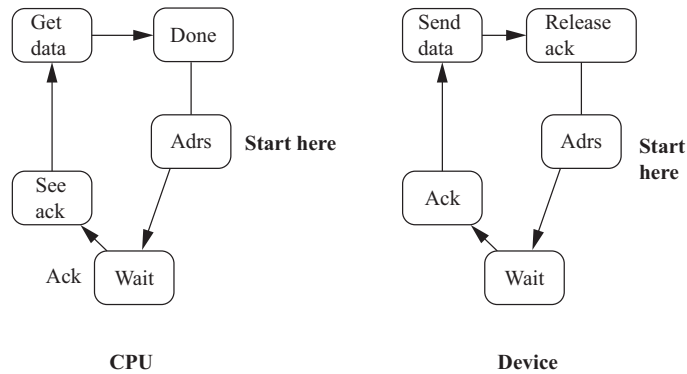 Get
data
Done
Adrs
Start here
See
ack
Ack
Wait
CPU
Send
data
Release
ack
Adrs
Start
here
Ack
Wait
Device